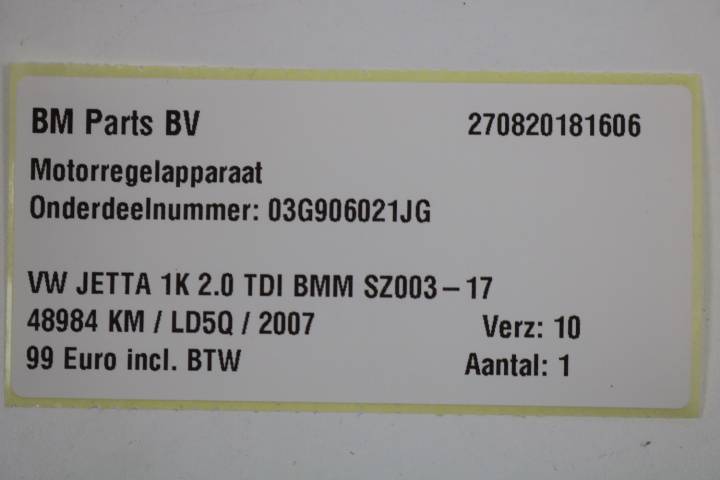 BM Parts BV 270820181606
Motorregelapparaat
Onderdeelnummer: 03G906021JG
VW JETTA 1K 2.0 TDI BMM SZ003-17
48984 KM / LD5Q / 2007 Verz: 10
99 Euro incl. BTW Aantal: 1